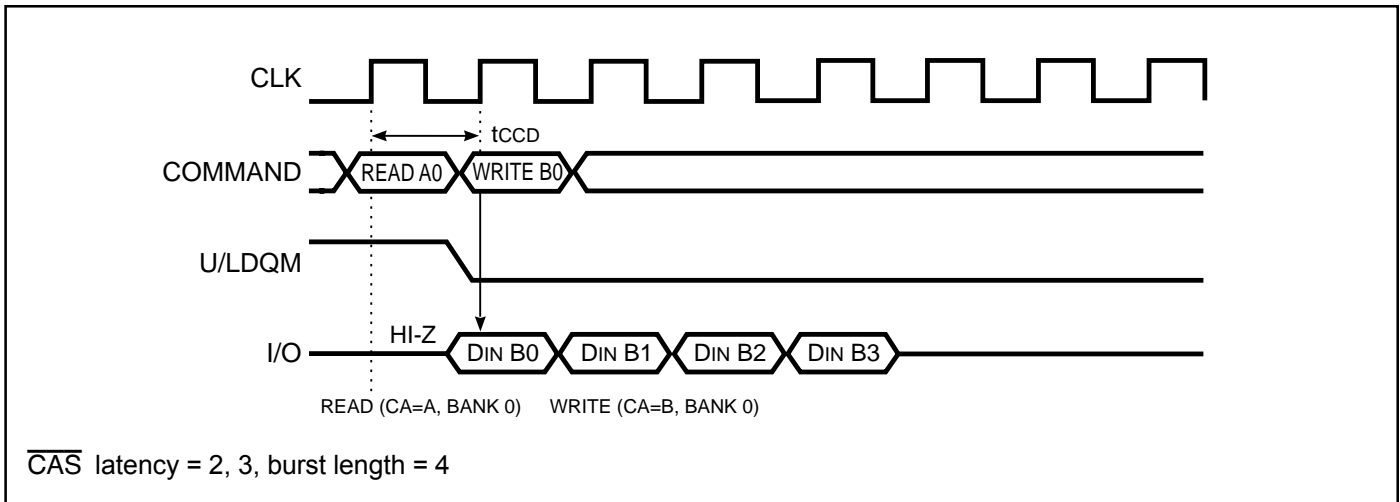 CLK
tCCD
COMMAND READ A0 WRITE B0
U/LDQM
HI-Z
I/O DIN B0 DIN B1 DIN B2 DIN B3
READ (CA=A, BANK 0) WRITE (CA=B, BANK 0)
CAS latency = 2, 3, burst length = 4